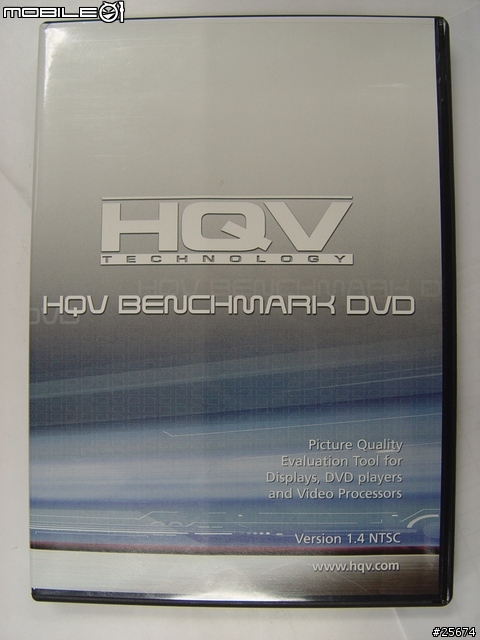 MOBILE01
HQV
TECHNOLOGY
HQV BENCHMARK DVD
Picture Quality
Evaluation Tool for
Displays, DVD players
and Video Processors
Version 1.4 NTSC
www.hqv.com
#25674